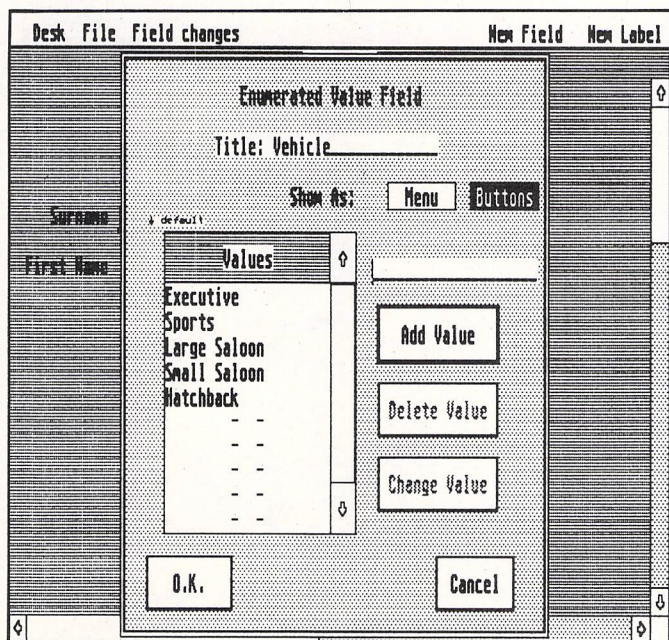 Desk File Field changes New Field New Label
Enumerated Value Field
Title: Vehicle
Show As: Menu Buttons
Surname
↓ default
Values
First Name
Executive
Sports
Add Value
Large Saloon
Small Saloon
Hatchback
Delete Value
Change Value
O.K.
Cancel